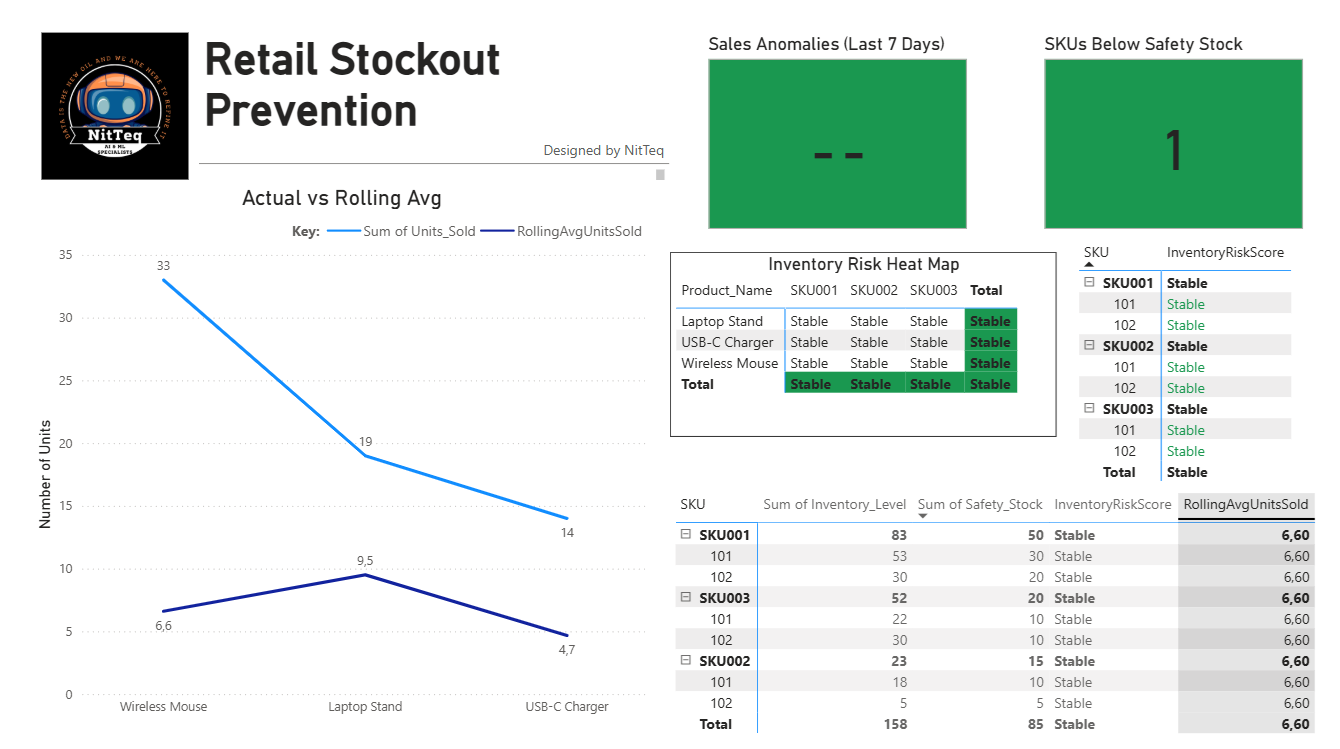 DATA IS THE NEW OIL AND WE ARE HERE TO REFINE IT
NitTeq
AI & ML
SPECIALISTS
Retail Stockout
Prevention
Designed by NitTeq
Sales Anomalies (Last 7 Days)
--
SKUs Below Safety Stock
1
Actual vs Rolling Avg
Key: Sum of Units_Sold RollingAvgUnitsSold
Number of Units
35
30
25
20
15
10
5
0
33
19
14
6,6
9,5
4,7
Wireless Mouse Laptop Stand USB-C Charger
Inventory Risk Heat Map
Product_Name SKU001 SKU002 SKU003 Total
Laptop Stand Stable Stable Stable Stable
USB-C Charger Stable Stable Stable Stable
Wireless Mouse Stable Stable Stable Stable
Total Stable Stable Stable Stable
SKU InventoryRiskScore
SKU001 Stable
101 Stable
102 Stable
SKU002 Stable
101 Stable
102 Stable
SKU003 Stable
101 Stable
102 Stable
Total Stable
SKU Sum of Inventory_Level Sum of Safety_Stock InventoryRiskScore RollingAvgUnitsSold
SKU001 83 50 Stable 6,60
101 53 30 Stable 6,60
102 30 20 Stable 6,60
SKU003 52 20 Stable 6,60
101 22 10 Stable 6,60
102 30 10 Stable 6,60
SKU002 23 15 Stable 6,60
101 18 10 Stable 6,60
102 5 5 Stable 6,60
Total 158 85 Stable 6,60